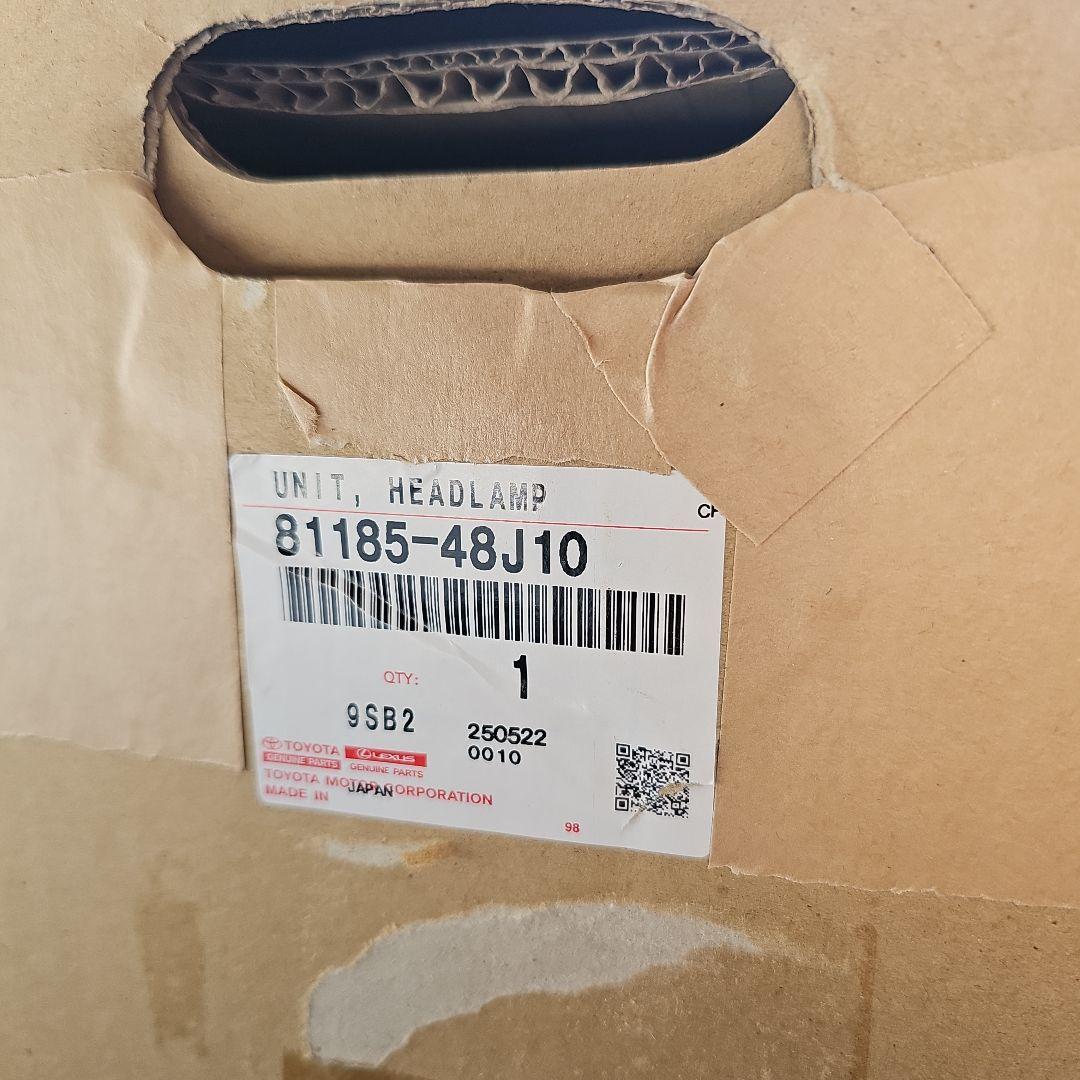 UNIT, HEADLAMP
81185-48J10
QTY: 1
9SB2
250522
0010
TOYOTA
GENUINE PARTS
LEXUS
GENUINE PARTS
TOYOTA MOTOR CORPORATION
MADE IN JAPAN
98